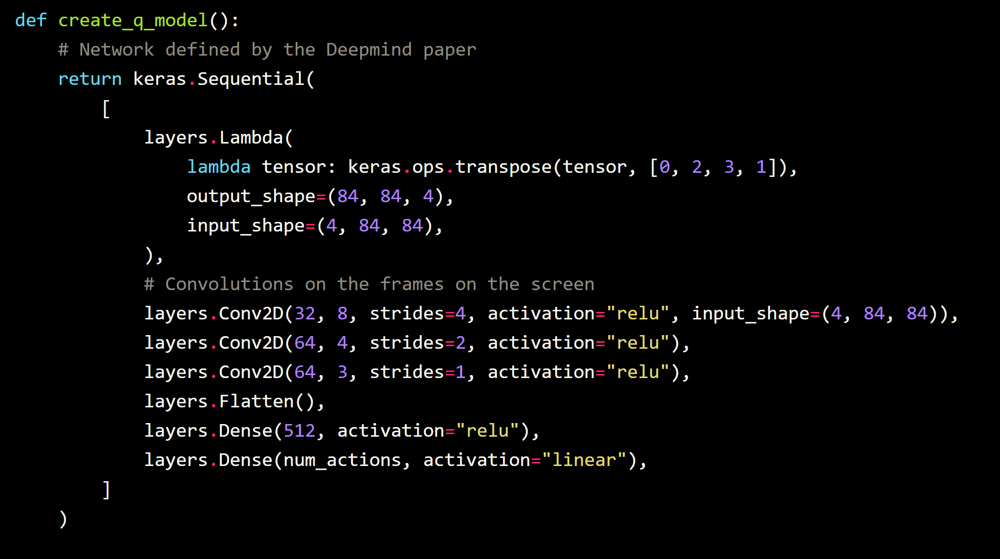 def create_q_model():
    # Network defined by the Deepmind paper
    return keras.Sequential(
        [
            layers.Lambda(
                lambda tensor: keras.ops.transpose(tensor, [0, 2, 3, 1]),
                output_shape=(84, 84, 4),
                input_shape=(4, 84, 84),
            ),
            # Convolutions on the frames on the screen
            layers.Conv2D(32, 8, strides=4, activation="relu", input_shape=(4, 84, 84)),
            layers.Conv2D(64, 4, strides=2, activation="relu"),
            layers.Conv2D(64, 3, strides=1, activation="relu"),
            layers.Flatten(),
            layers.Dense(512, activation="relu"),
            layers.Dense(num_actions, activation="linear"),
        ]
    )